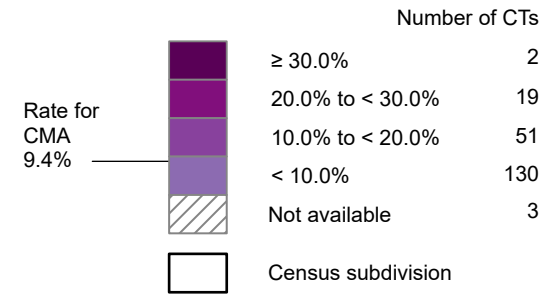 Number of CTs
≥ 30.0% 2
20.0% to < 30.0% 19
Rate for
CMA
9.4%
10.0% to < 20.0% 51
< 10.0% 130
Not available 3
Census subdivision